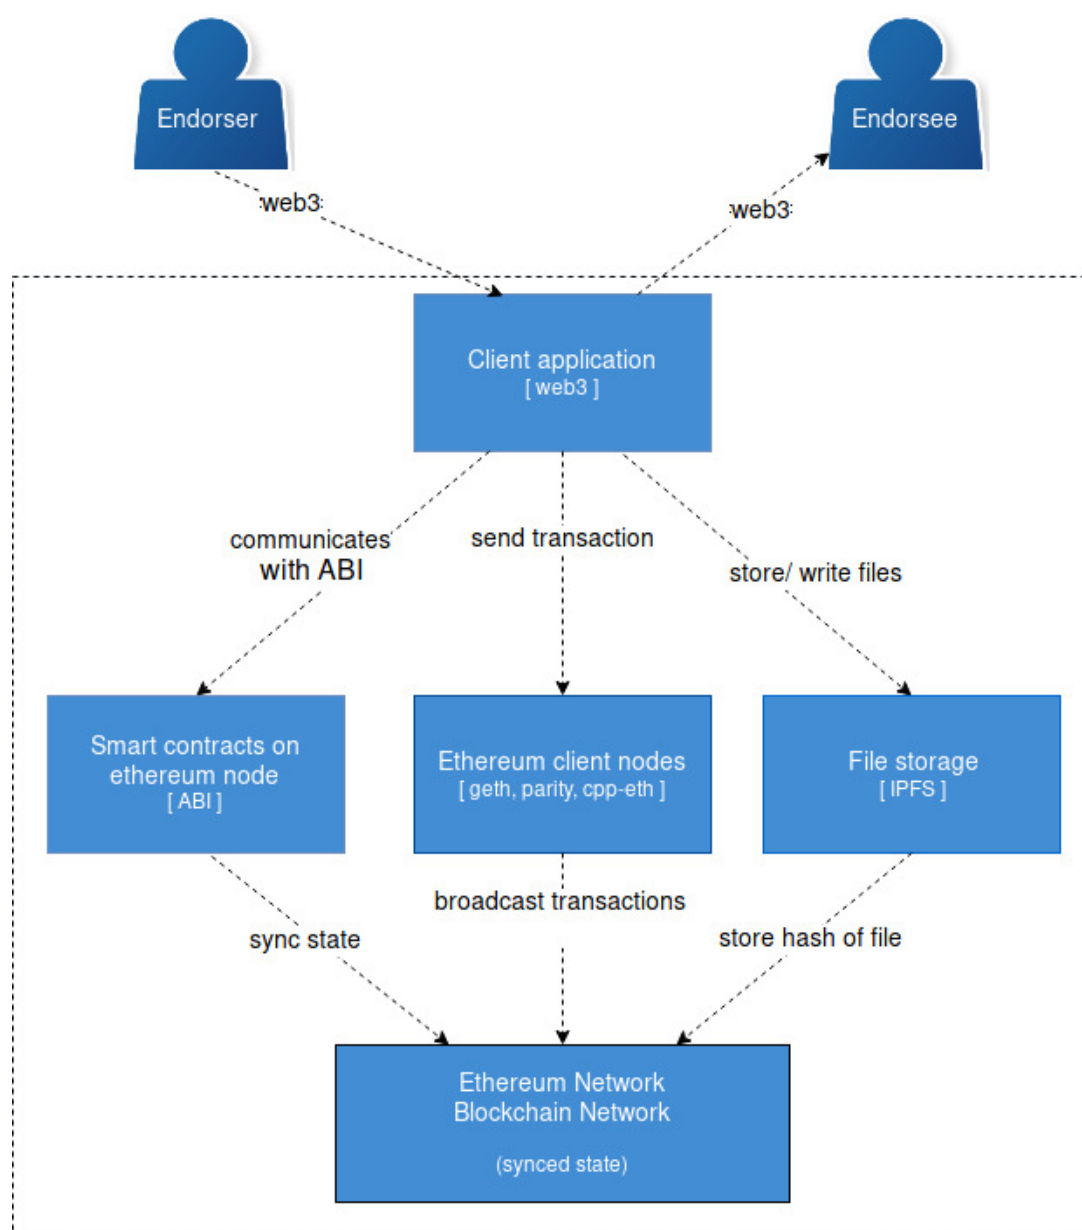 Endorser
Endorsee
web3
web3
Client application
[ web3 ]
communicates
with ABI
send transaction
store/ write files
Smart contracts on
ethereum node
[ ABI ]
Ethereum client nodes
[ geth, parity, cpp-eth ]
File storage
[ IPFS ]
sync state
broadcast transactions
store hash of file
Ethereum Network
Blockchain Network
(synced state)